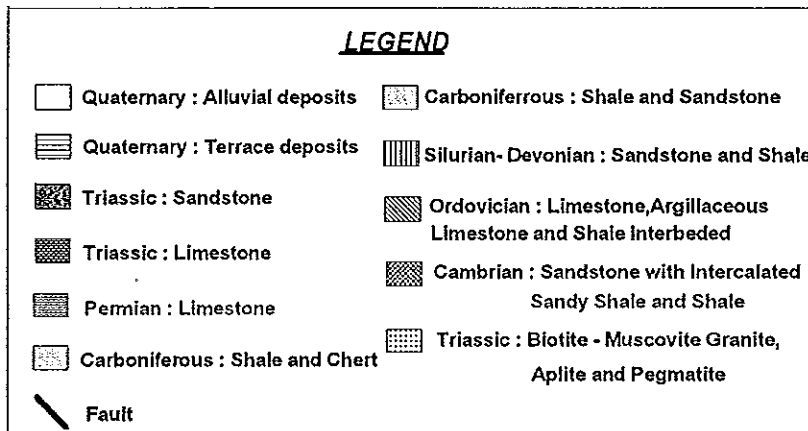 LEGEND
Quaternary : Alluvial deposits
Quaternary : Terrace deposits
Triassic : Sandstone
Triassic : Limestone
Permian : Limestone
Carboniferous : Shale and Chert
Fault
Carboniferrous : Shale and Sandstone
Silurian- Devonian : Sandstone and Shale
Ordovician : Limestone,Argillaceous
Limestone and Shale Interbeded
Cambrian : Sandstone with Intercalated
Sandy Shale and Shale
Triassic : Biotite - Muscovite Granite,
Aplite and Pegmatite